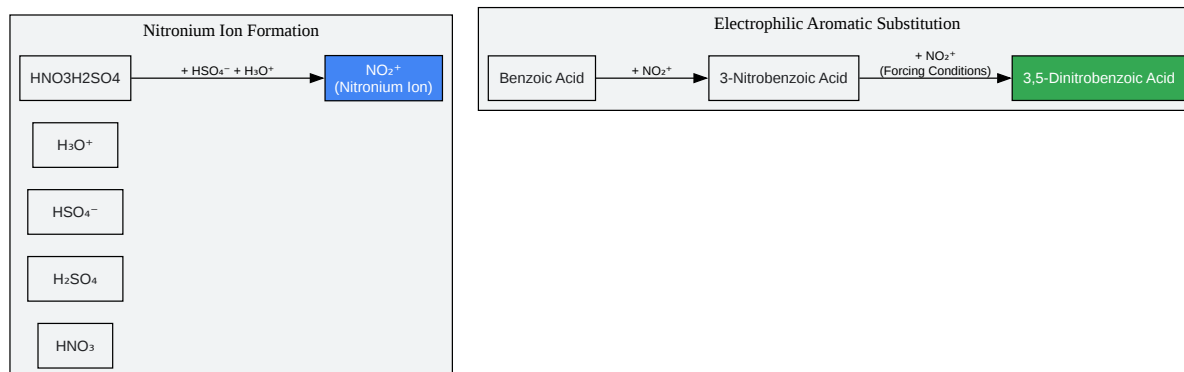 Nitronium Ion Formation
HNO3H2SO4
+ HSO₄⁻ + H₃O⁺
NO₂⁺
(Nitronium Ion)
H₃O⁺
HSO₄⁻
H₂SO₄
HNO₃
Electrophilic Aromatic Substitution
Benzoic Acid
+ NO₂⁺
3-Nitrobenzoic Acid
+ NO₂⁺
(Forcing Conditions)
3,5-Dinitrobenzoic Acid